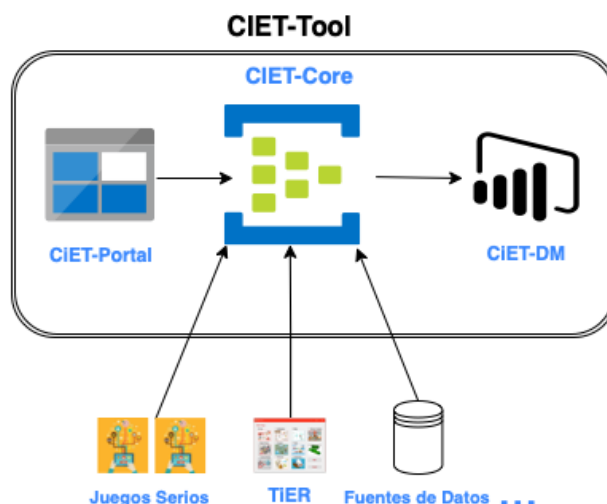 CIET-Tool
CIET-Core
CiET-Portal
CiET-DM
Juegos Serios
TiER
Fuentes de Datos ...